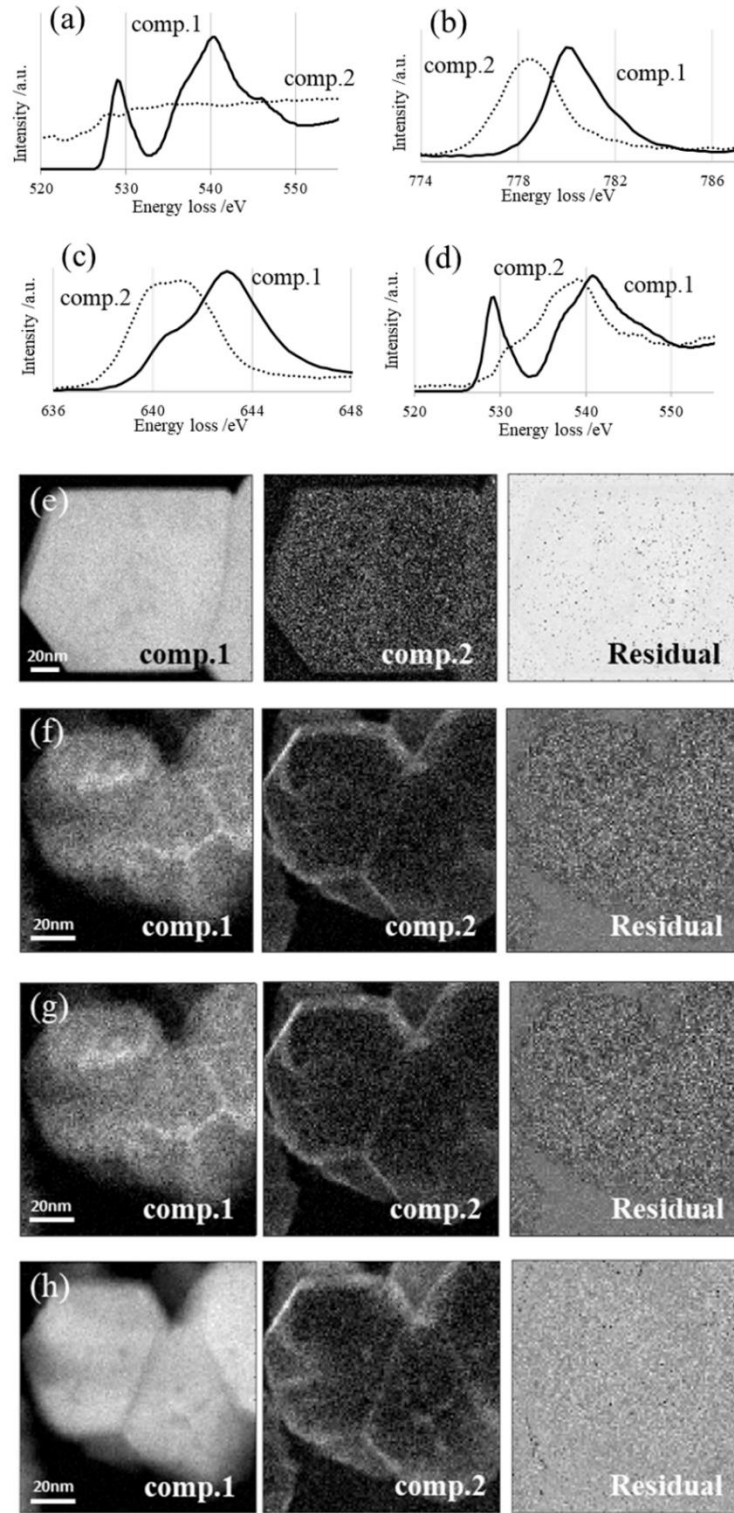 (a)
comp.1
comp.2
Intensity /a.u.
520 530 540 550
Energy loss /eV
(b)
comp.2
comp.1
Intensity /a.u.
774 778 782 786
Energy loss /eV
(c)
comp.2
comp.1
Intensity /a.u.
636 640 644 648
Energy loss /eV
(d)
comp.2
comp.1
Intensity /a.u.
520 530 540 550
Energy loss /eV
(e)
20nm
comp.1
comp.2
Residual
(f)
20nm
comp.1
comp.2
Residual
(g)
20nm
comp.1
comp.2
Residual
(h)
20nm
comp.1
comp.2
Residual